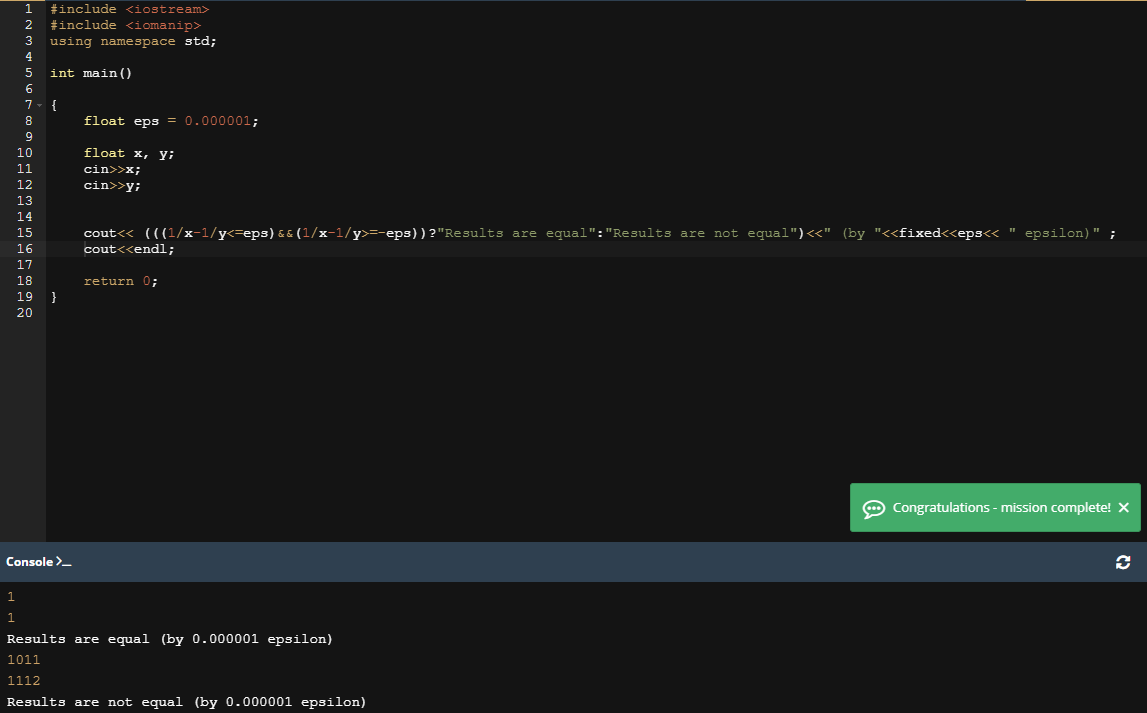 1 #include <iostream>
2 #include <iomanip>
3 using namespace std;
4
5 int main()
6
7 {
8 float eps = 0.000001;
9
10 float x, y;
11 cin>>x;
12 cin>>y;
13
14
15 cout<< (((1/x-1/y<=eps)&&(1/x-1/y>=-eps))?"Results are equal":"Results are not equal")<<" (by "<<fixed<<eps<< " epsilon)" ;
16 cout<<endl;
17
18 return 0;
19 }
20
Congratulations - mission complete! ×
Console >_
1
1
Results are equal (by 0.000001 epsilon)
1011
1112
Results are not equal (by 0.000001 epsilon)